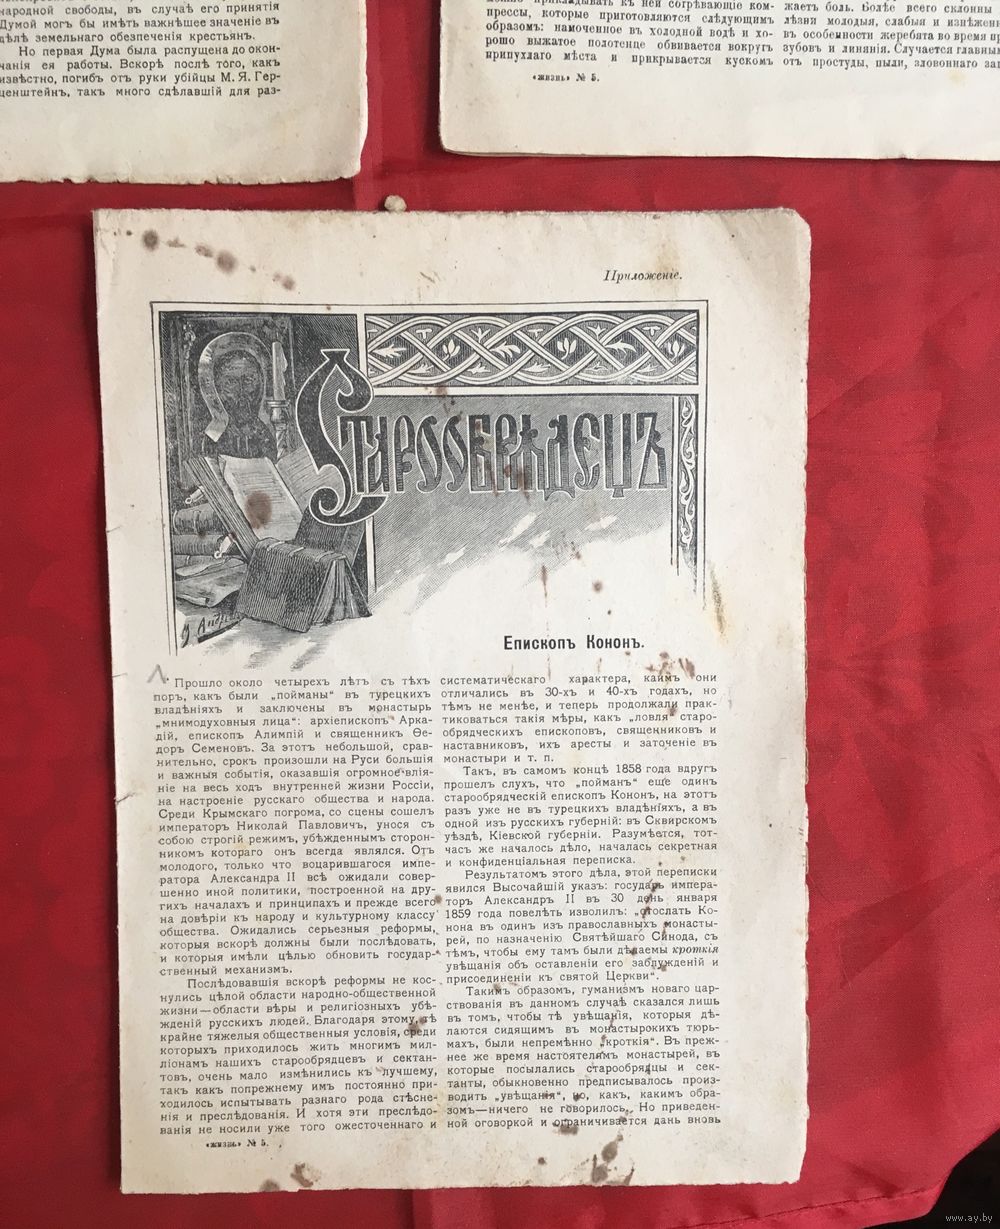 народной свободы, въ случаѣ его принятія
Думой могъ бы имѣть важнѣшее значеніе въ
дѣлѣ земельнаго обезпеченія крестьянъ.
Но первая Дума была распущена до окон-
чанія ея работы. Вскорѣ послѣ того, какъ
извѣстно, погибъ отъ руки убійцы М. Я. Гер-
ценштейнъ, такъ много сдѣлавшій для раз-
можно прикладывать къ ней согрѣвающіе ком-
прессы, которые приготовляются слѣдующимъ
образомъ: намоченное въ холодной водѣ и хо-
рошо выжатое полотенце обвивается вокругъ
припухлаго мѣста и прикрывается кускомъ
«жизнь» № 5.
жаетъ боль. Болѣе всего склонны
лѣзни молодыя, слабыя и изнѣжен
въ особенности жеребята во время пр
зубовъ и линянія. Случается главным
отъ простуды, пыли, зловоннаго
Приложеніе.
Старообрѧдецъ
Епископъ Кононъ.
Прошло около четырехъ лѣтъ съ тѣхъ
поръ, какъ были „пойманы“ въ турецкихъ
владѣніяхъ и заключены въ монастырь
„мнимодуховныя лица“: архіепископъ Арка-
дій, епископъ Алимпій и священникъ Ѳе-
доръ Семеновъ. За этотъ небольшой, срав-
нительно, срокъ произошли на Руси большія
и важныя событія, оказавшія огромное влія-
ніе на весь ходъ внутренней жизни Россіи,
на настроеніе русскаго общества и народа.
Среди Крымскаго погрома, со сцены сошелъ
императоръ Николай Павловичъ, унося съ
собою строгій режимъ, убѣжденнымъ сторон-
никомъ котораго онъ всегда являлся. Отъ
молодого, только что воцарившагося импе-
ратора Александра II всѣ ожидали совер-
шенно иной политики, построенной на дру-
гихъ началахъ и принципахъ и прежде всего
на довѣріи къ народу и культурному классу
общества. Ожидались серьезныя реформы,
которыя вскорѣ должны были послѣдовать,
и которыя имѣли цѣлью обновить государ-
ственный механизмъ.
Послѣдовавшія вскорѣ реформы не кос-
нулись цѣлой области народно-общественной
жизни—области вѣры и религіозныхъ убѣ-
жденій русскихъ людей. Благодаря этому, тѣ
крайне тяжелыя общественныя условія, среди
которыхъ приходилось жить многимъ мил-
ліонамъ нашихъ старообрядцевъ и сектан-
товъ, очень мало измѣнились къ лучшему,
такъ какъ попрежнему имъ постоянно при-
ходилось испытывать разнаго рода стѣсне-
нія и преслѣдованія. И хотя эти преслѣдо-
ванія не носили уже того ожесточеннаго и
«жизнь» № 5.
систематическаго характера, какимъ они
отличались въ 30-хъ и 40-хъ годахъ, но
тѣмъ не менѣе, и теперь продолжали прак-
тиковаться такія мѣры, какъ „ловля“ старо-
обрядческихъ епископовъ, священниковъ и
наставниковъ, ихъ аресты и заточеніе въ
монастыри и т. п.
Такъ, въ самомъ концѣ 1858 года вдругъ
прошелъ слухъ, что „пойманъ“ еще одинъ
старообрядческій епископъ Кононъ, на этотъ
разъ уже не въ турецкихъ владѣніяхъ, а въ
одной изъ русскихъ губерній: въ Сквирскомъ
уѣздѣ, Кіевской губерніи. Разумѣется, тот-
часъ же началось дѣло, началась секретная
и конфиденціальная переписка.
Результатомъ этого дѣла, этой переписки
явился Высочайшій указъ: государь импера-
торъ Александръ II въ 30 день января
1859 года повелѣть изволилъ: „отослать Ко-
нона въ одинъ изъ православныхъ монасты-
рей, по назначенію Святѣйшаго Синода, съ
тѣмъ, чтобы ему тамъ были дѣлаемы кроткія
увѣщанія объ оставленіи его заблужденій и
присоединеніи къ святой Церкви“.
Такимъ образомъ, гуманизмъ новаго цар-
ствованія въ данномъ случаѣ сказался лишь
въ томъ, чтобы тѣ увѣщанія, которыя дѣ-
лаются сидящимъ въ монастырскихъ тюрь-
махъ, были непремѣнно „кроткія“. Въ преж-
нее же время настоятелямъ монастырей, въ
которые посылались старообрядцы и сек-
танты, обыкновенно предписывалось произ-
водить „увѣщанія“, но, какъ, какимъ обра-
зомъ—ничего не говорилось. Но приведен-
ной оговоркой и ограничивается дань вновь
www.ay.by